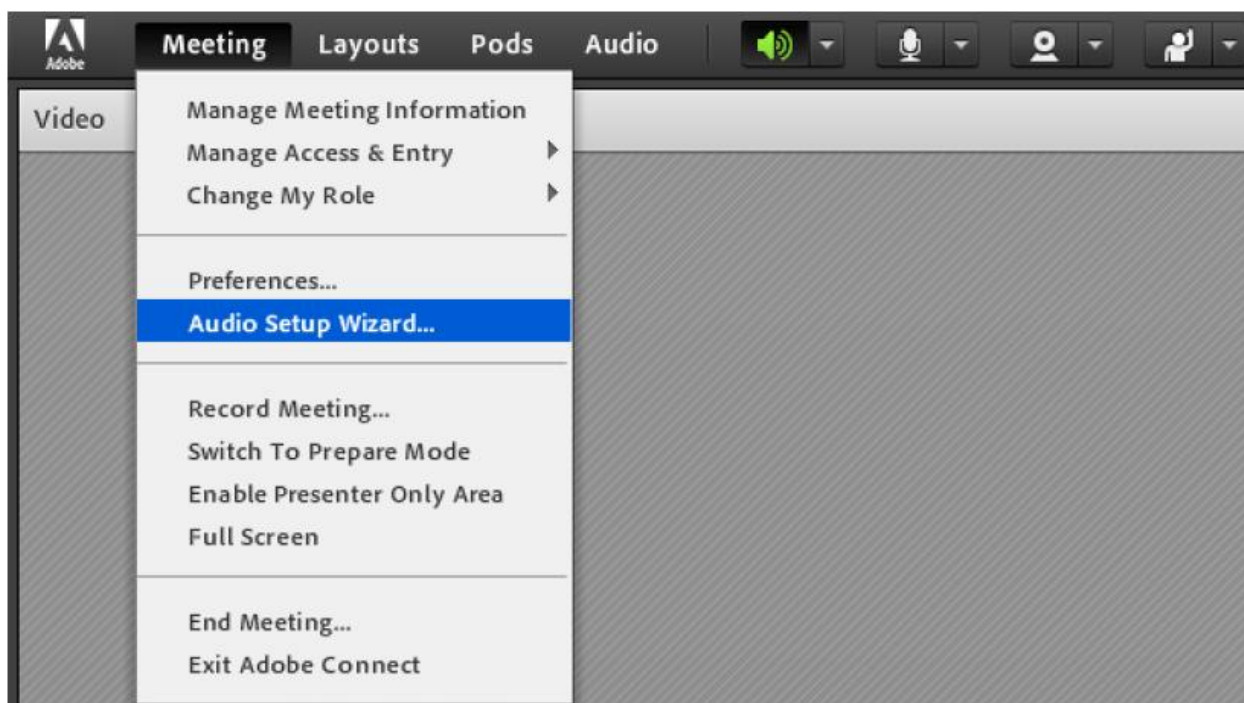 Adobe
Meeting Layouts Pods Audio
Video
Manage Meeting Information
Manage Access & Entry
Change My Role
Preferences...
Audio Setup Wizard...
Record Meeting...
Switch To Prepare Mode
Enable Presenter Only Area
Full Screen
End Meeting...
Exit Adobe Connect